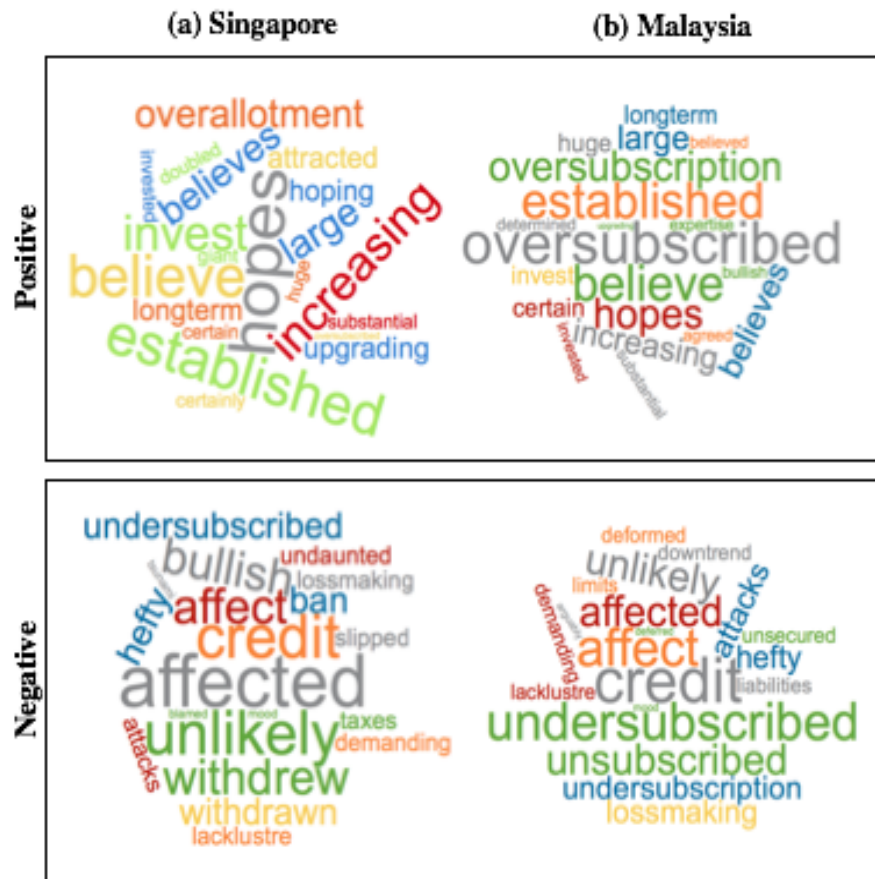 (a) Singapore
(b) Malaysia
Positive
overallotment
doubled
invested
believes
attracted
hoping
hopes
large
increasing
invest
giant
believe
huge
longterm
certain
substantial
upgrading
established
certainly
longterm
huge
large
believed
oversubscription
established
determined
upgrading
expertise
oversubscribed
invest
believe
bullish
believes
certain
hopes
invested
increasing
agreed
substantial
Negative
undersubscribed
bullish
undaunted
lossmaking
hefty
affect
ban
credit
slipped
affected
blamed
mood
unlikely
taxes
demanding
attacks
withdrew
withdrawn
lacklustre
deformed
unlikely
downtrend
limits
attacks
demanding
affected
deferred
unsecured
affect
hefty
lacklustre
credit
liabilities
mood
undersubscribed
unsubscribed
undersubscription
lossmaking